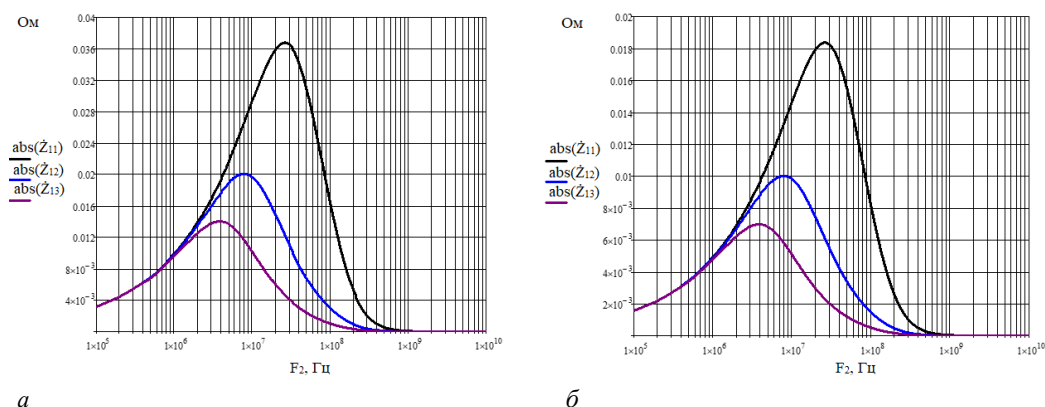 Ом
0.04
0.036
0.032
0.028
0.024
0.02
0.016
0.012
8×10⁻³
4×10⁻³
abs(Ż₁₁)
abs(Ż₁₂)
abs(Ż₁₃)
1×10⁵ 1×10⁶ 1×10⁷ 1×10⁸ 1×10⁹ 1×10¹⁰
F₂, Гц
а
Ом
0.02
0.018
0.016
0.014
0.012
0.01
8×10⁻³
6×10⁻³
4×10⁻³
2×10⁻³
abs(Ż₁₁)
abs(Ż₁₂)
abs(Ż₁₃)
1×10⁵ 1×10⁶ 1×10⁷ 1×10⁸ 1×10⁹ 1×10¹⁰
F₂, Гц
б